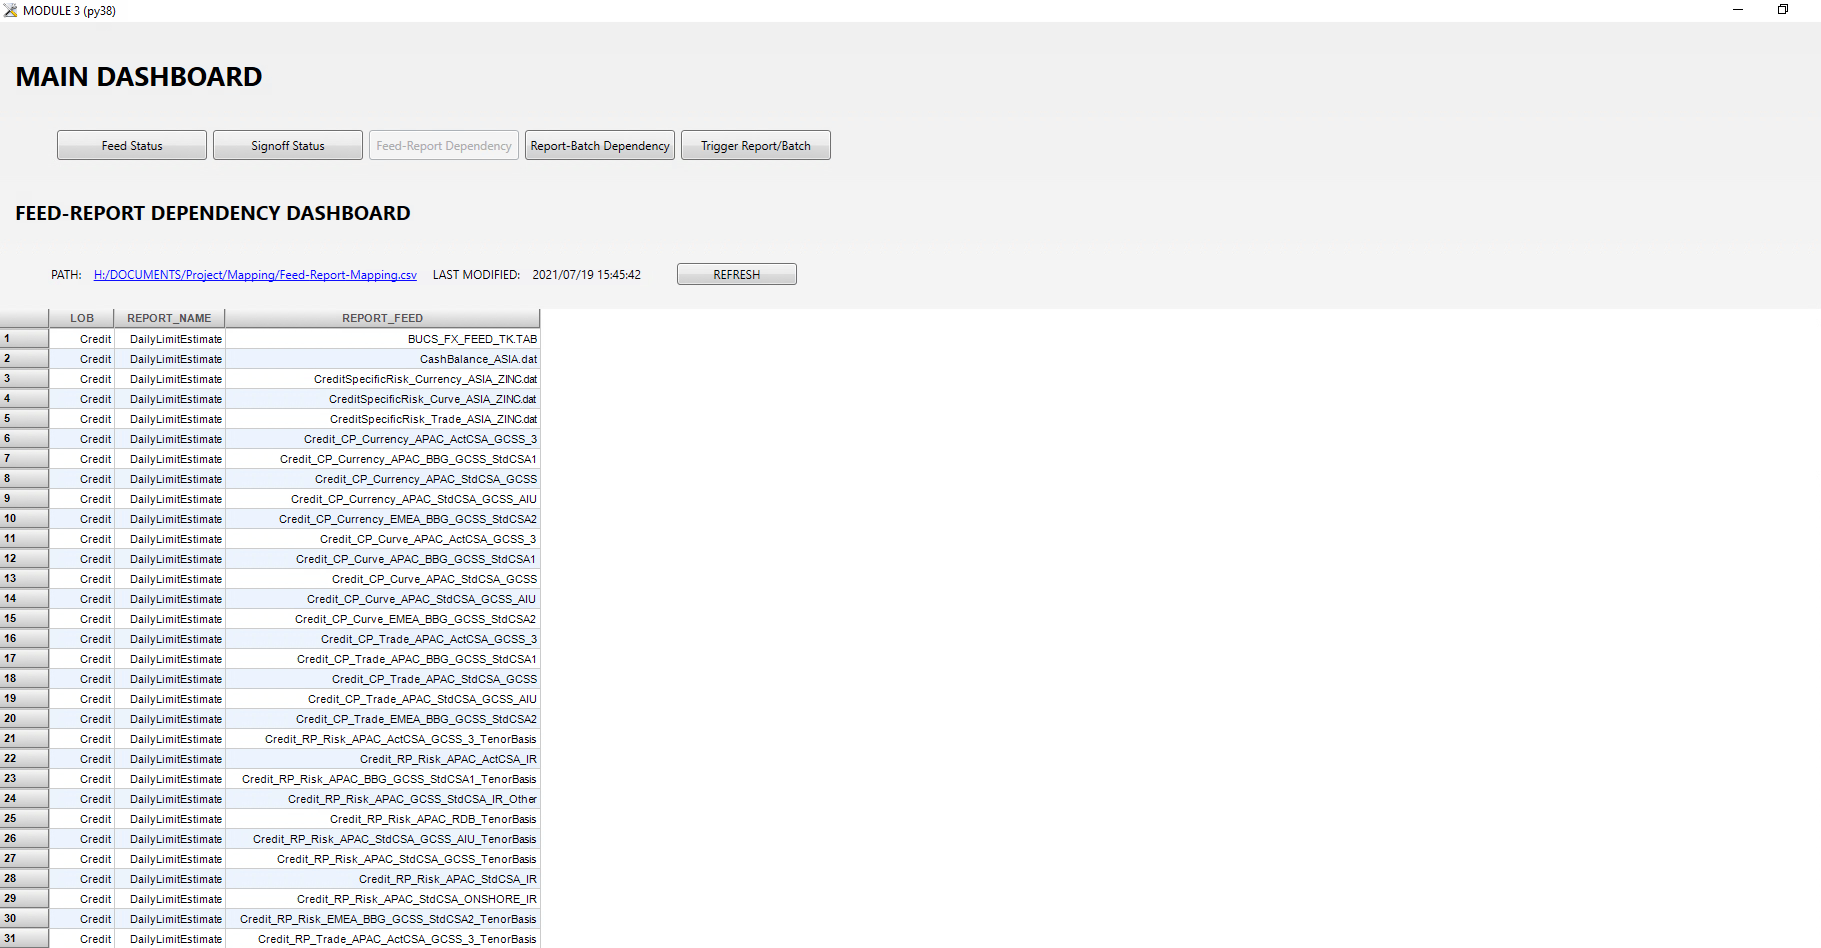 MODULE 3 (py38)
MAIN DASHBOARD
Feed Status Signoff Status Feed-Report Dependency Report-Batch Dependency Trigger Report/Batch
FEED-REPORT DEPENDENCY DASHBOARD
PATH: H:/DOCUMENTS/Project/Mapping/Feed-Report-Mapping.csv LAST MODIFIED: 2021/07/19 15:45:42 REFRESH
LOB REPORT_NAME REPORT_FEED
1 Credit DailyLimitEstimate BUCS_FX_FEED_TK.TAB
2 Credit DailyLimitEstimate CashBalance_ASIA.dat
3 Credit DailyLimitEstimate CreditSpecificRisk_Currency_ASIA_ZINC.dat
4 Credit DailyLimitEstimate CreditSpecificRisk_Curve_ASIA_ZINC.dat
5 Credit DailyLimitEstimate CreditSpecificRisk_Trade_ASIA_ZINC.dat
6 Credit DailyLimitEstimate Credit_CP_Currency_APAC_ActCSA_GCSS_3
7 Credit DailyLimitEstimate Credit_CP_Currency_APAC_BBG_GCSS_StdCSA1
8 Credit DailyLimitEstimate Credit_CP_Currency_APAC_StdCSA_GCSS
9 Credit DailyLimitEstimate Credit_CP_Currency_APAC_StdCSA_GCSS_AIU
10 Credit DailyLimitEstimate Credit_CP_Currency_EMEA_BBG_GCSS_StdCSA2
11 Credit DailyLimitEstimate Credit_CP_Curve_APAC_ActCSA_GCSS_3
12 Credit DailyLimitEstimate Credit_CP_Curve_APAC_BBG_GCSS_StdCSA1
13 Credit DailyLimitEstimate Credit_CP_Curve_APAC_StdCSA_GCSS
14 Credit DailyLimitEstimate Credit_CP_Curve_APAC_StdCSA_GCSS_AIU
15 Credit DailyLimitEstimate Credit_CP_Curve_EMEA_BBG_GCSS_StdCSA2
16 Credit DailyLimitEstimate Credit_CP_Trade_APAC_ActCSA_GCSS_3
17 Credit DailyLimitEstimate Credit_CP_Trade_APAC_BBG_GCSS_StdCSA1
18 Credit DailyLimitEstimate Credit_CP_Trade_APAC_StdCSA_GCSS
19 Credit DailyLimitEstimate Credit_CP_Trade_APAC_StdCSA_GCSS_AIU
20 Credit DailyLimitEstimate Credit_CP_Trade_EMEA_BBG_GCSS_StdCSA2
21 Credit DailyLimitEstimate Credit_RP_Risk_APAC_ActCSA_GCSS_3_TenorBasis
22 Credit DailyLimitEstimate Credit_RP_Risk_APAC_ActCSA_IR
23 Credit DailyLimitEstimate Credit_RP_Risk_APAC_BBG_GCSS_StdCSA1_TenorBasis
24 Credit DailyLimitEstimate Credit_RP_Risk_APAC_GCSS_StdCSA_IR_Other
25 Credit DailyLimitEstimate Credit_RP_Risk_APAC_RDB_TenorBasis
26 Credit DailyLimitEstimate Credit_RP_Risk_APAC_StdCSA_GCSS_AIU_TenorBasis
27 Credit DailyLimitEstimate Credit_RP_Risk_APAC_StdCSA_GCSS_TenorBasis
28 Credit DailyLimitEstimate Credit_RP_Risk_APAC_StdCSA_IR
29 Credit DailyLimitEstimate Credit_RP_Risk_APAC_StdCSA_ONSHORE_IR
30 Credit DailyLimitEstimate Credit_RP_Risk_EMEA_BBG_GCSS_StdCSA2_TenorBasis
31 Credit DailyLimitEstimate Credit_RP_Trade_APAC_ActCSA_GCSS_3_TenorBasis